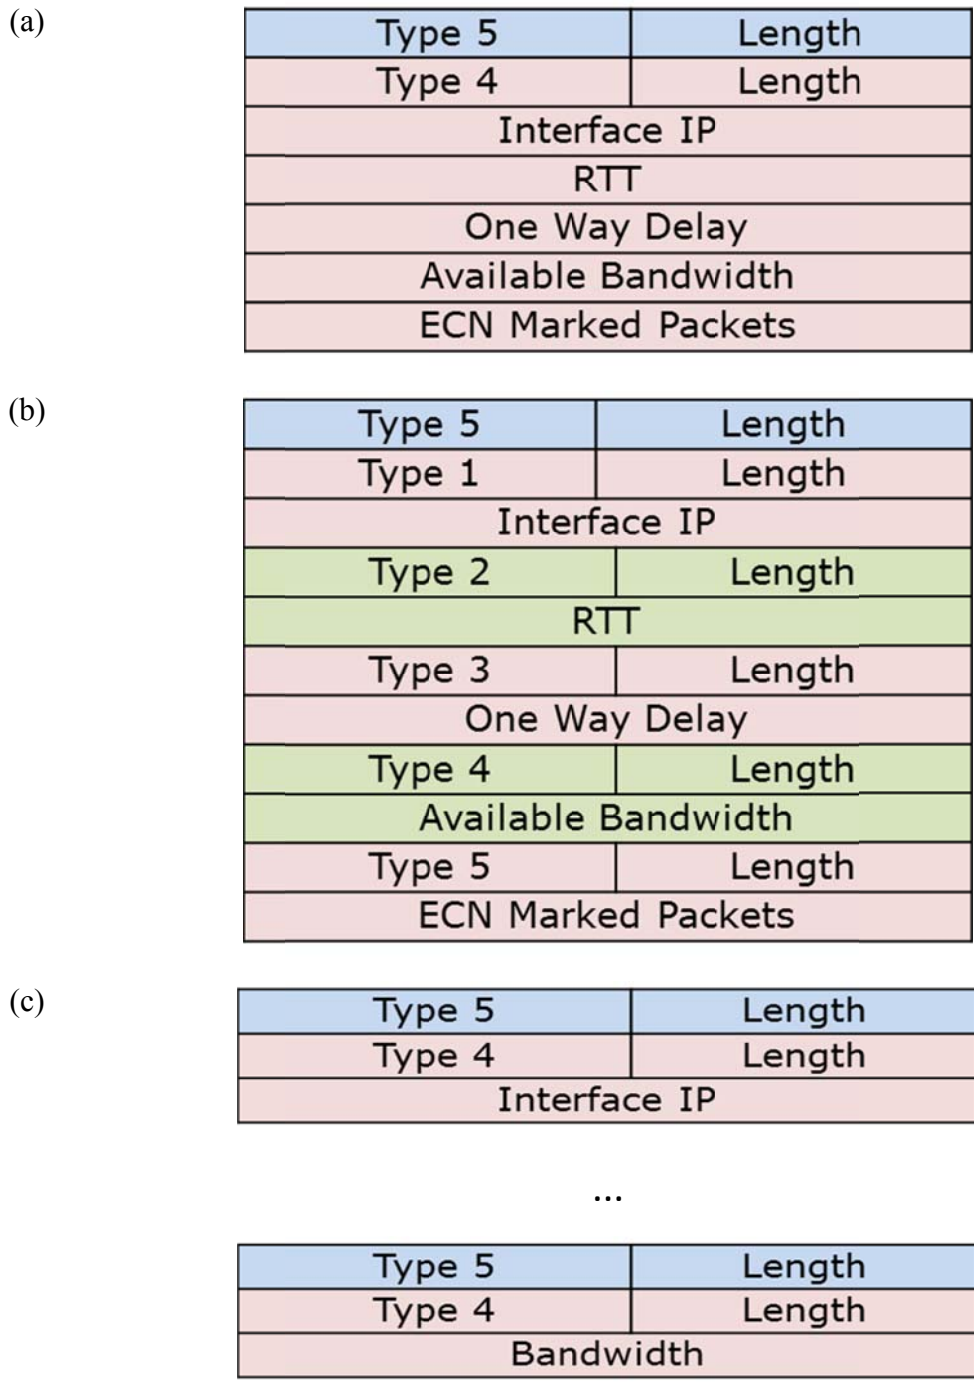 (a)
Type 5 Length
Type 4 Length
Interface IP
RTT
One Way Delay
Available Bandwidth
ECN Marked Packets
(b)
Type 5 Length
Type 1 Length
Interface IP
Type 2 Length
RTT
Type 3 Length
One Way Delay
Type 4 Length
Available Bandwidth
Type 5 Length
ECN Marked Packets
(c)
Type 5 Length
Type 4 Length
Interface IP
...
Type 5 Length
Type 4 Length
Bandwidth